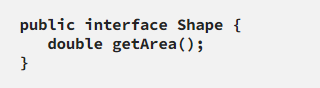 public interface Shape {
   double getArea();
}